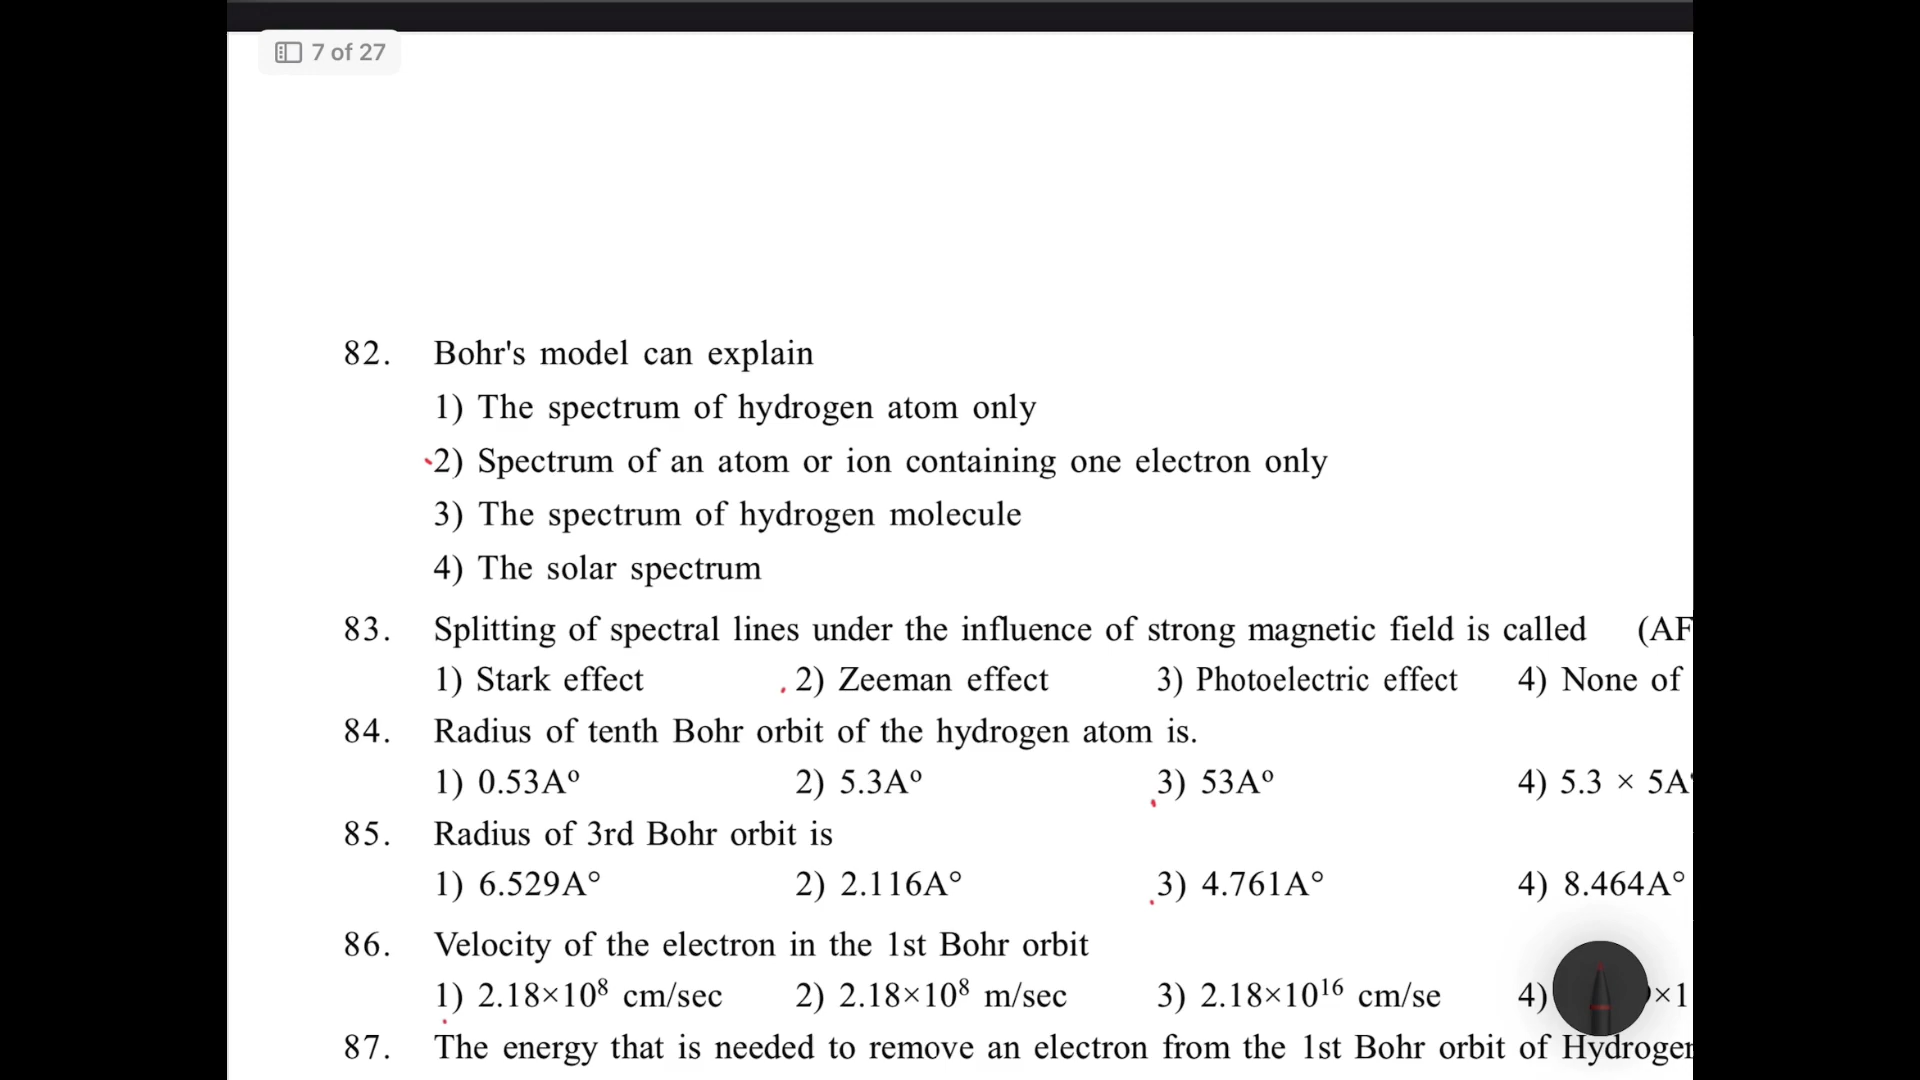 7 of 27
82. Bohr's model can explain
1) The spectrum of hydrogen atom only
2) Spectrum of an atom or ion containing one electron only
3) The spectrum of hydrogen molecule
4) The solar spectrum
83. Splitting of spectral lines under the influence of strong magnetic field is called (AF
1) Stark effect 2) Zeeman effect 3) Photoelectric effect 4) None of
84. Radius of tenth Bohr orbit of the hydrogen atom is.
1) 0.53Aº 2) 5.3Aº 3) 53Aº 4) 5.3 × 5A
85. Radius of 3rd Bohr orbit is
1) 6.529A° 2) 2.116A° 3) 4.761A° 4) 8.464A°
86. Velocity of the electron in the 1st Bohr orbit
1) 2.18×10⁸ cm/sec 2) 2.18×10⁸ m/sec 3) 2.18×10¹⁶ cm/se 4) ×1
87. The energy that is needed to remove an electron from the 1st Bohr orbit of Hydrogen